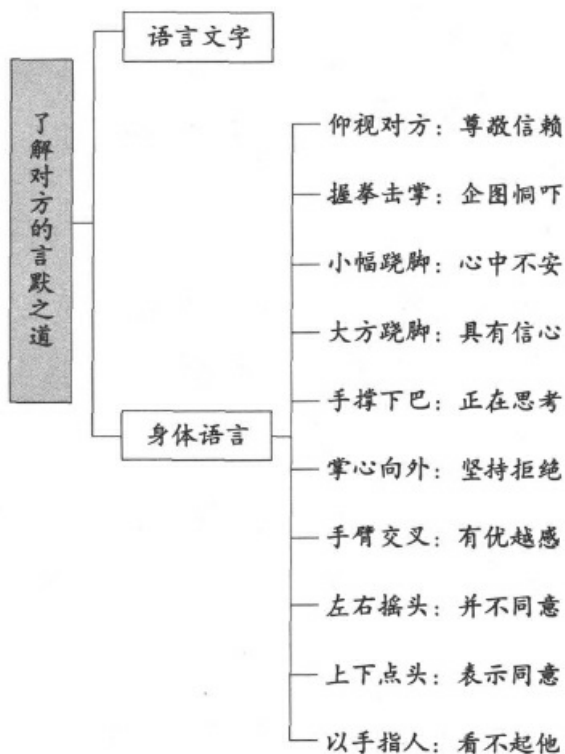 了解对方的言默之道
语言文字
身体语言
仰视对方：尊敬信赖
握拳击掌：企图恫吓
小幅跷脚：心中不安
大方跷脚：具有信心
手撑下巴：正在思考
掌心向外：坚持拒绝
手臂交叉：有优越感
左右摇头：并不同意
上下点头：表示同意
以手指人：看不起他